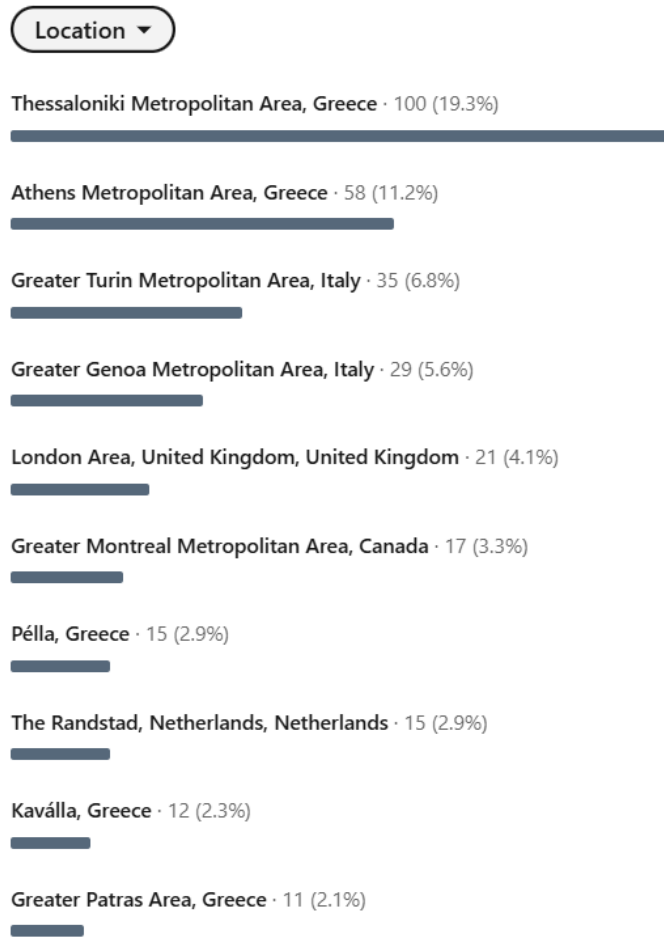 Location
Thessaloniki Metropolitan Area, Greece · 100 (19.3%)
Athens Metropolitan Area, Greece · 58 (11.2%)
Greater Turin Metropolitan Area, Italy · 35 (6.8%)
Greater Genoa Metropolitan Area, Italy · 29 (5.6%)
London Area, United Kingdom, United Kingdom · 21 (4.1%)
Greater Montreal Metropolitan Area, Canada · 17 (3.3%)
Pélla, Greece · 15 (2.9%)
The Randstad, Netherlands, Netherlands · 15 (2.9%)
Kaválla, Greece · 12 (2.3%)
Greater Patras Area, Greece · 11 (2.1%)